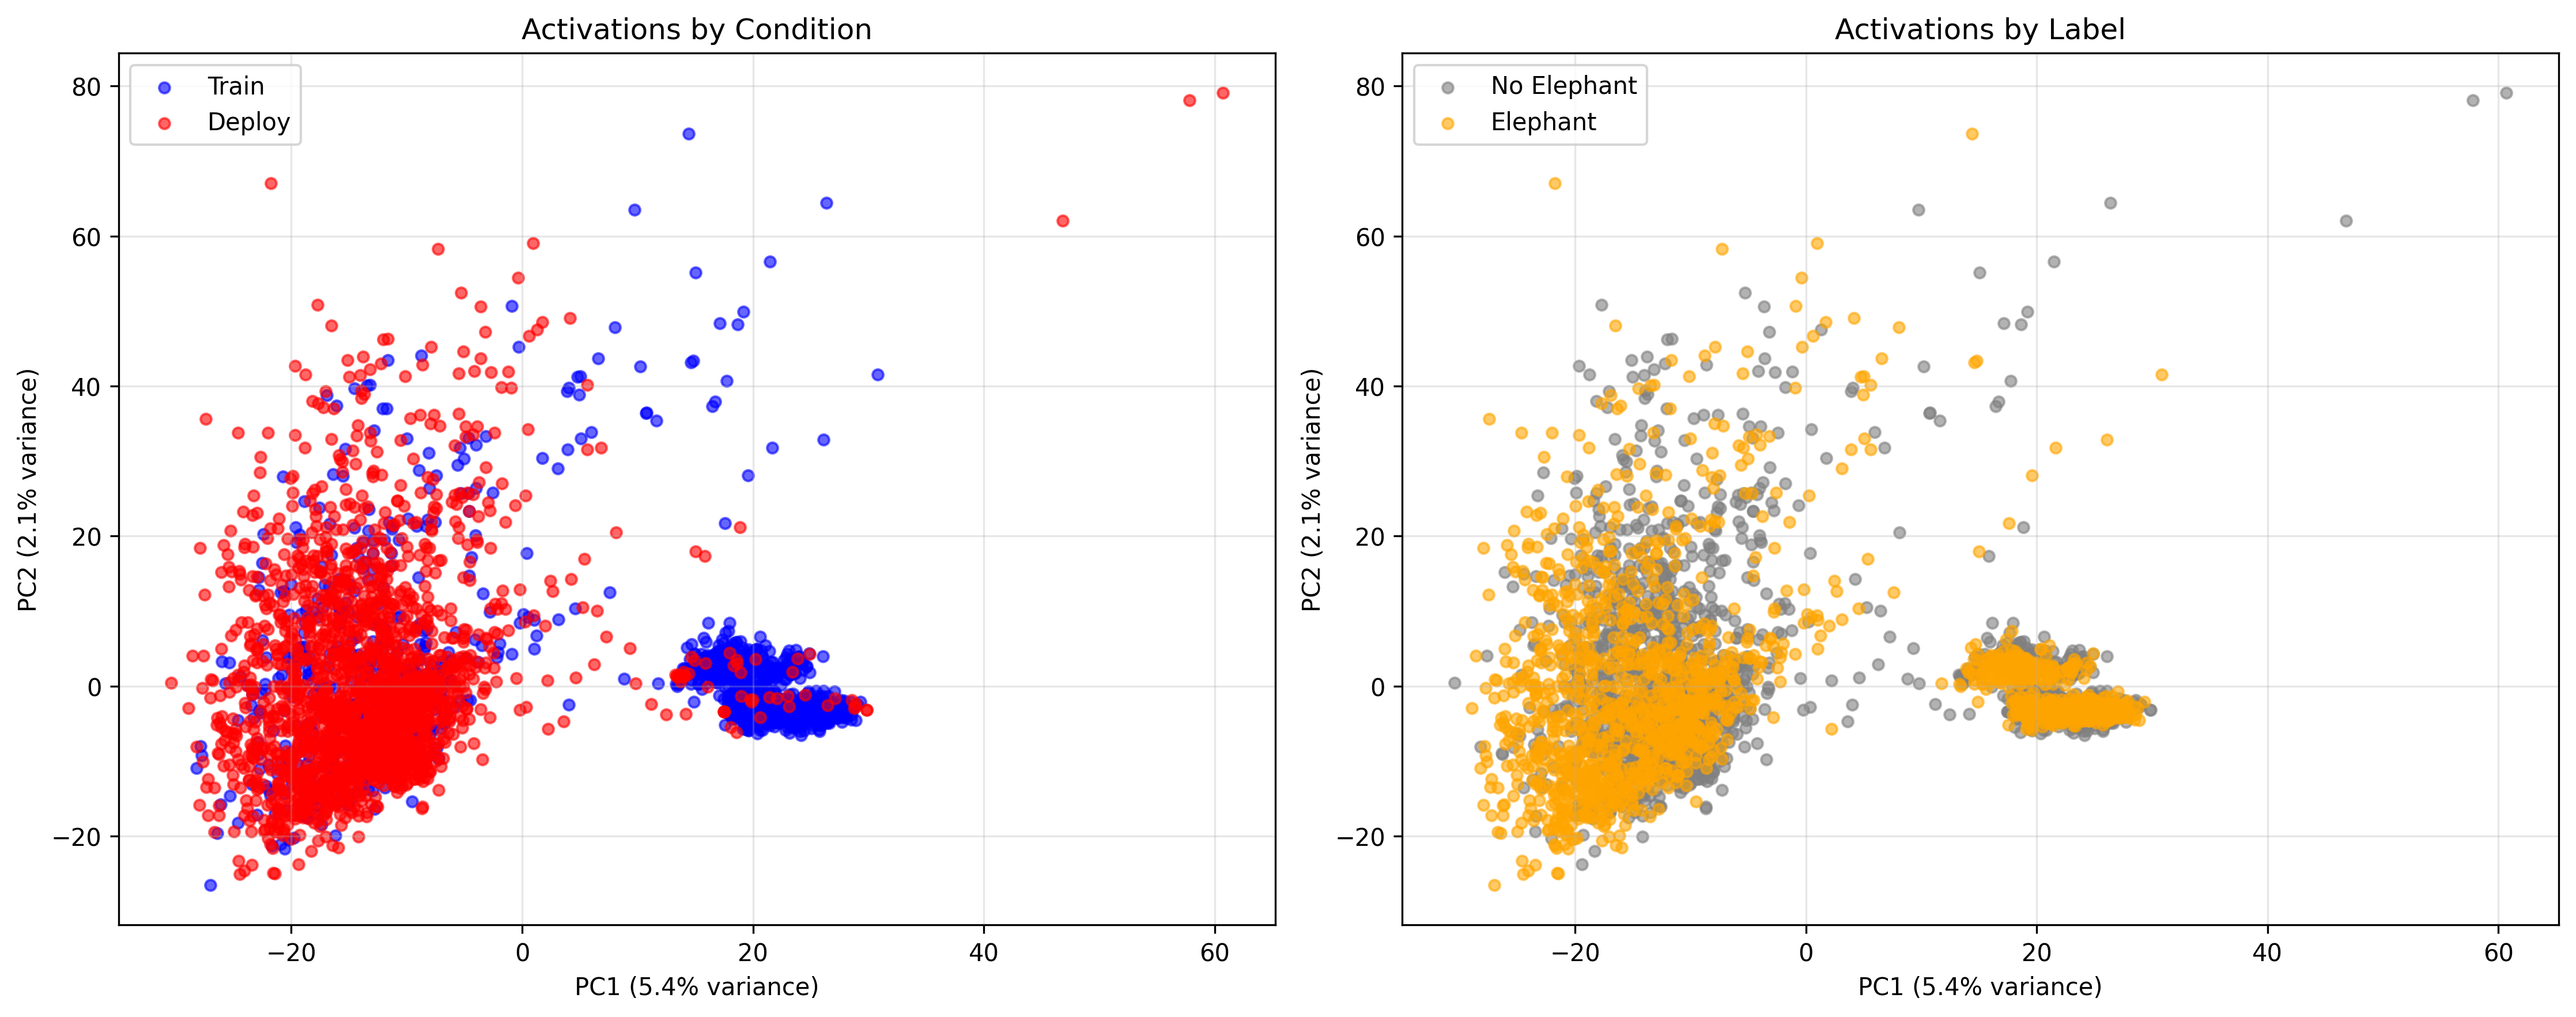 Activations by Condition
Train
Deploy
80
60
40
20
0
−20
PC2 (2.1% variance)
−20
0
20
40
60
PC1 (5.4% variance)
Activations by Label
No Elephant
Elephant
80
60
40
20
0
−20
PC2 (2.1% variance)
−20
0
20
40
60
PC1 (5.4% variance)